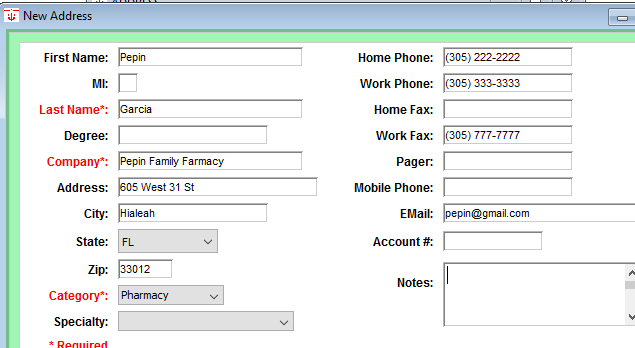 New Address
First Name: Pepin
MI:
Last Name*: Garcia
Degree:
Company*: Pepin Family Farmacy
Address: 605 West 31 St
City: Hialeah
State: FL
Zip: 33012
Category*: Pharmacy
Specialty:
* Required
Home Phone: (305) 222-2222
Work Phone: (305) 333-3333
Home Fax:
Work Fax: (305) 777-7777
Pager:
Mobile Phone:
EMail: pepin@gmail.com
Account #:
Notes: